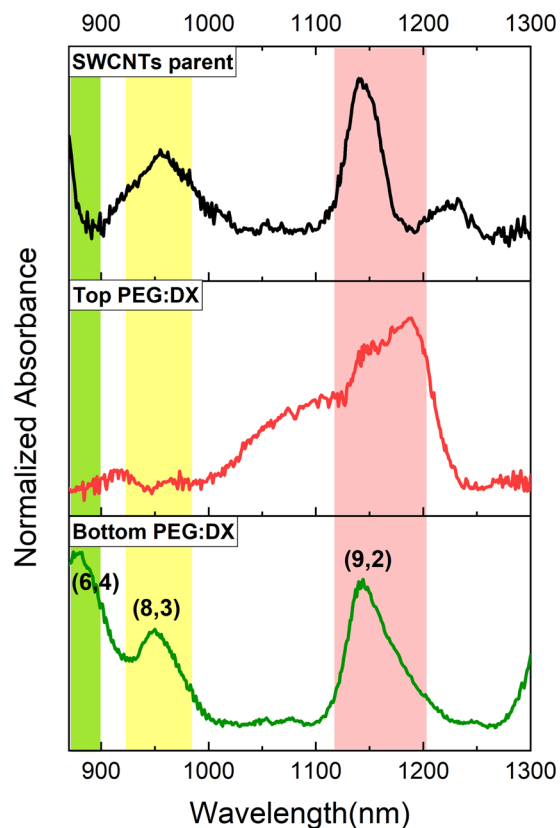 900 1000 1100 1200 1300
SWCNTs parent
Top PEG:DX
Bottom PEG:DX
(6,4)
(8,3)
(9,2)
Normalized Absorbance
900 1000 1100 1200 1300
Wavelength(nm)